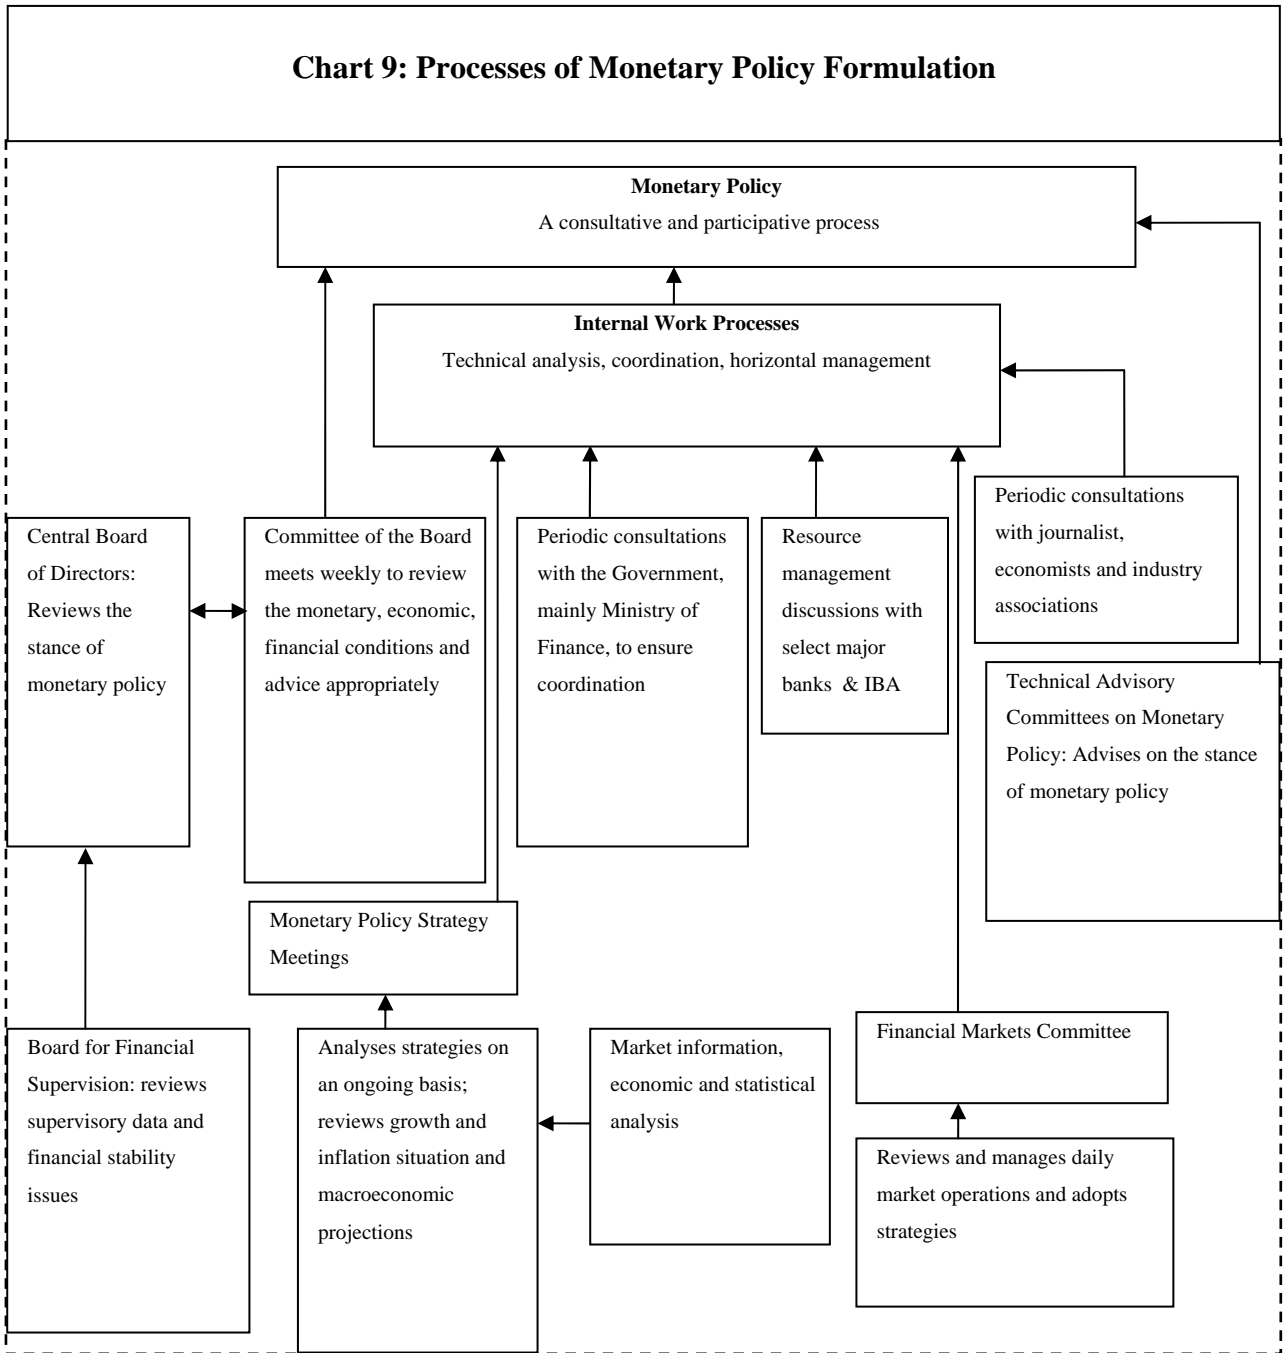 Chart 9: Processes of Monetary Policy Formulation
Monetary Policy
A consultative and participative process
Internal Work Processes
Technical analysis, coordination, horizontal management
Periodic consultations
with journalist,
economists and industry
associations
Central Board
of Directors:
Reviews the
stance of
monetary policy
Committee of the Board
meets weekly to review
the monetary, economic,
financial conditions and
advice appropriately
Periodic consultations
with the Government,
mainly Ministry of
Finance, to ensure
coordination
Resource
management
discussions with
select major
banks & IBA
Technical Advisory
Committees on Monetary
Policy: Advises on the stance
of monetary policy
Monetary Policy Strategy
Meetings
Financial Markets Committee
Board for Financial
Supervision: reviews
supervisory data and
financial stability
issues
Analyses strategies on
an ongoing basis;
reviews growth and
inflation situation and
macroeconomic
projections
Market information,
economic and statistical
analysis
Reviews and manages daily
market operations and adopts
strategies